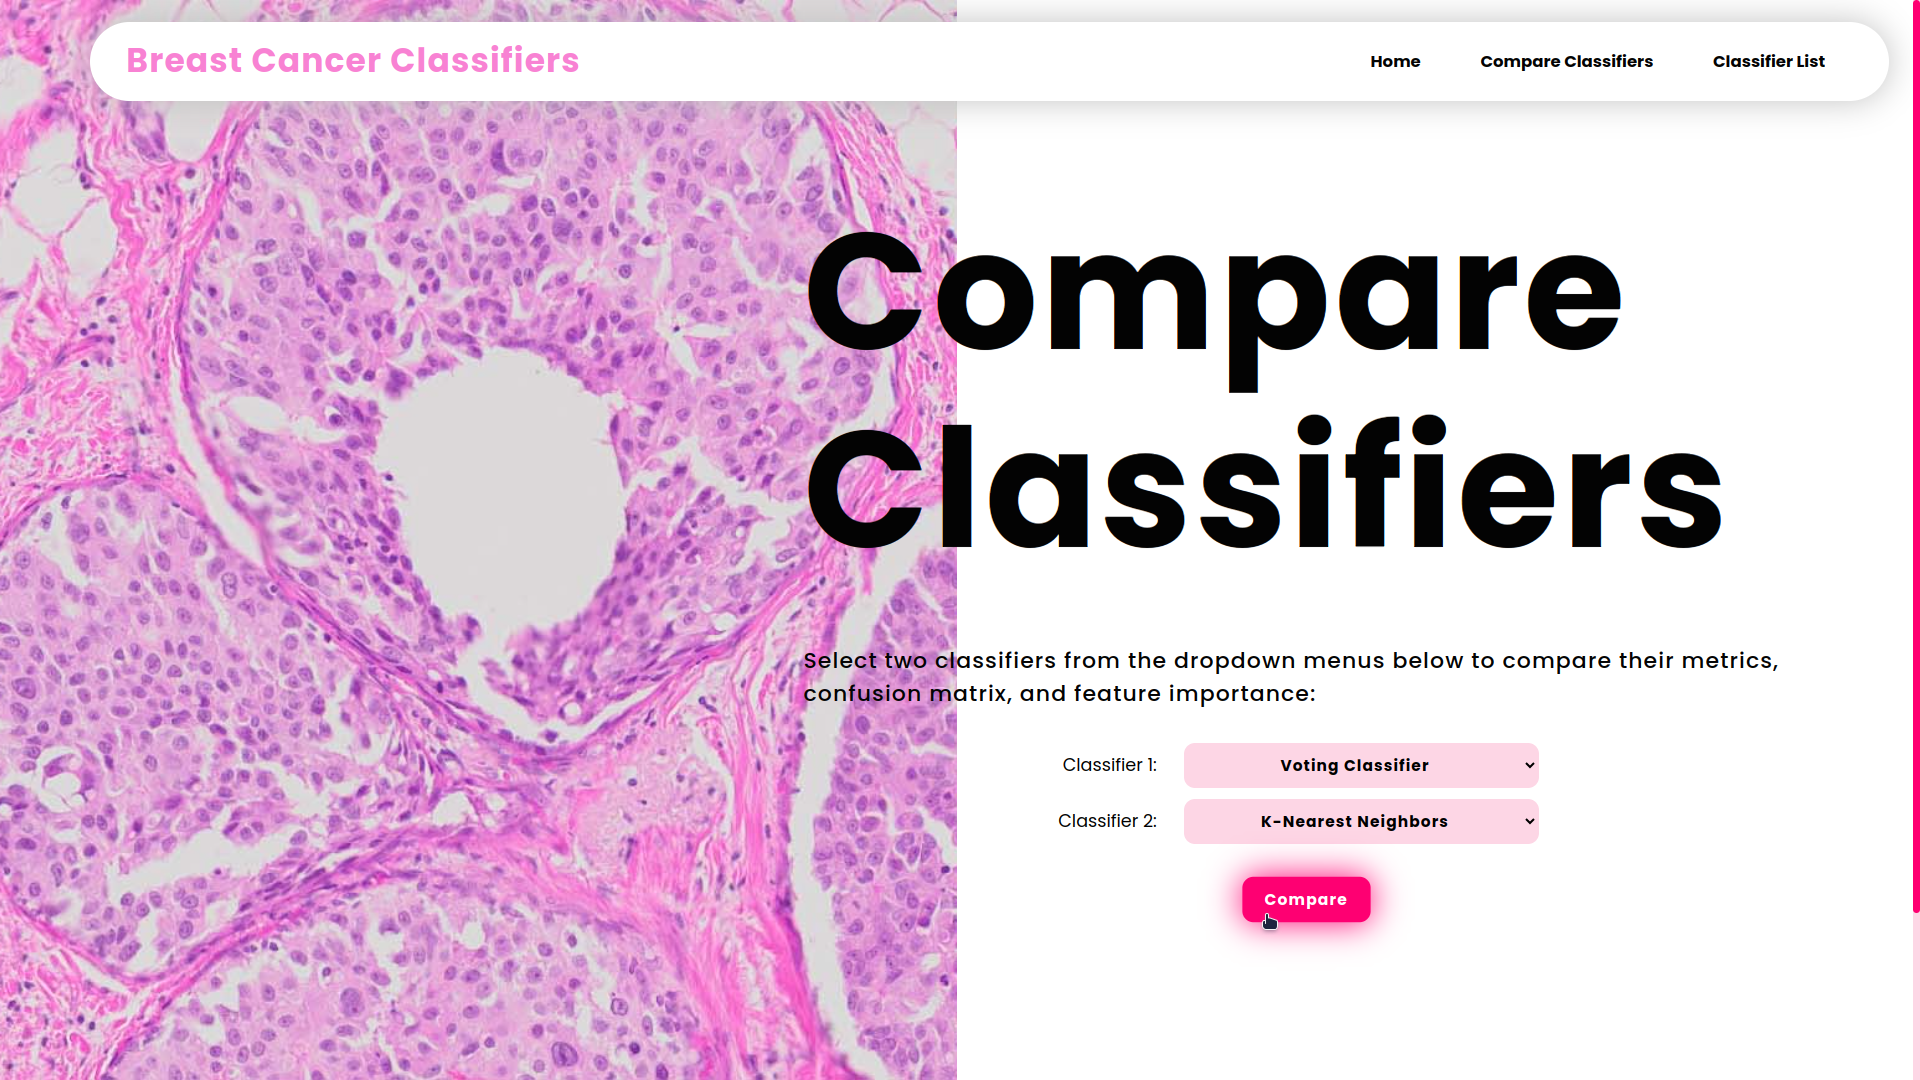 Breast Cancer Classifiers
Home
Compare Classifiers
Classifier List
Compare
Classifiers
Select two classifiers from the dropdown menus below to compare their metrics,
confusion matrix, and feature importance:
Classifier 1:
Voting Classifier
Classifier 2:
K-Nearest Neighbors
Compare